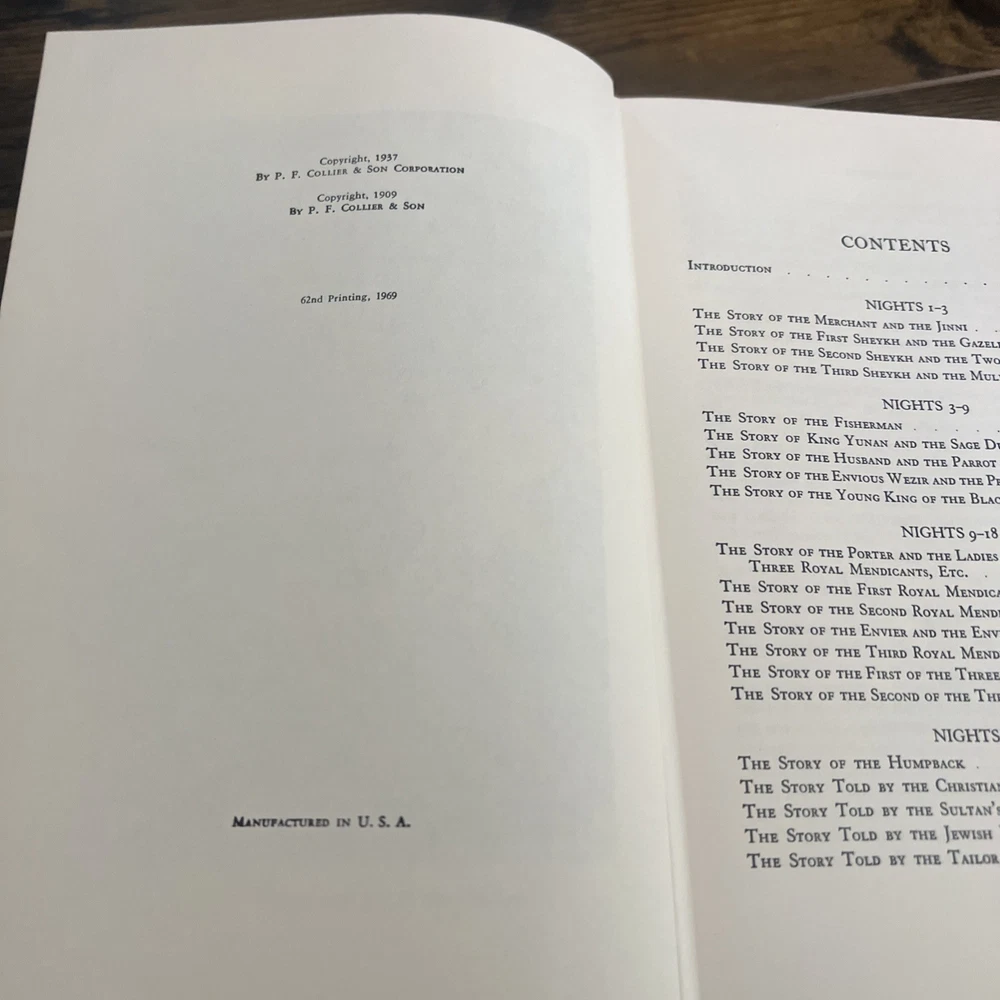 Copyright, 1937
By P. F. Collier & Son Corporation
Copyright, 1909
By P. F. Collier & Son
62nd Printing, 1969
Manufactured in U. S. A.
CONTENTS
Introduction . . . . . . . . . . .
NIGHTS 1-3
The Story of the Merchant and the Jinni . . .
The Story of the First Sheykh and the
The Story of the Second Sheykh and the Two
The Story of the Third Sheykh and the
NIGHTS 3-9
The Story of the Fisherman . . . . .
The Story of King Yunan and the Sage
The Story of the Husband and the Parrot
The Story of the Envious Wezir and the
The Story of the Young King of the
NIGHTS 9-18
The Story of the Porter and the Ladies
Three Royal Mendicants, Etc. .
The Story of the First Royal
The Story of the Second Royal
The Story of the Envier and the
The Story of the Third Royal
The Story of the First of the Three
The Story of the Second of the
NIGHTS
The Story of the Humpback .
The Story Told by the Christian
The Story Told by the Sultan's
The Story Told by the Jewish
The Story Told by the Tailor